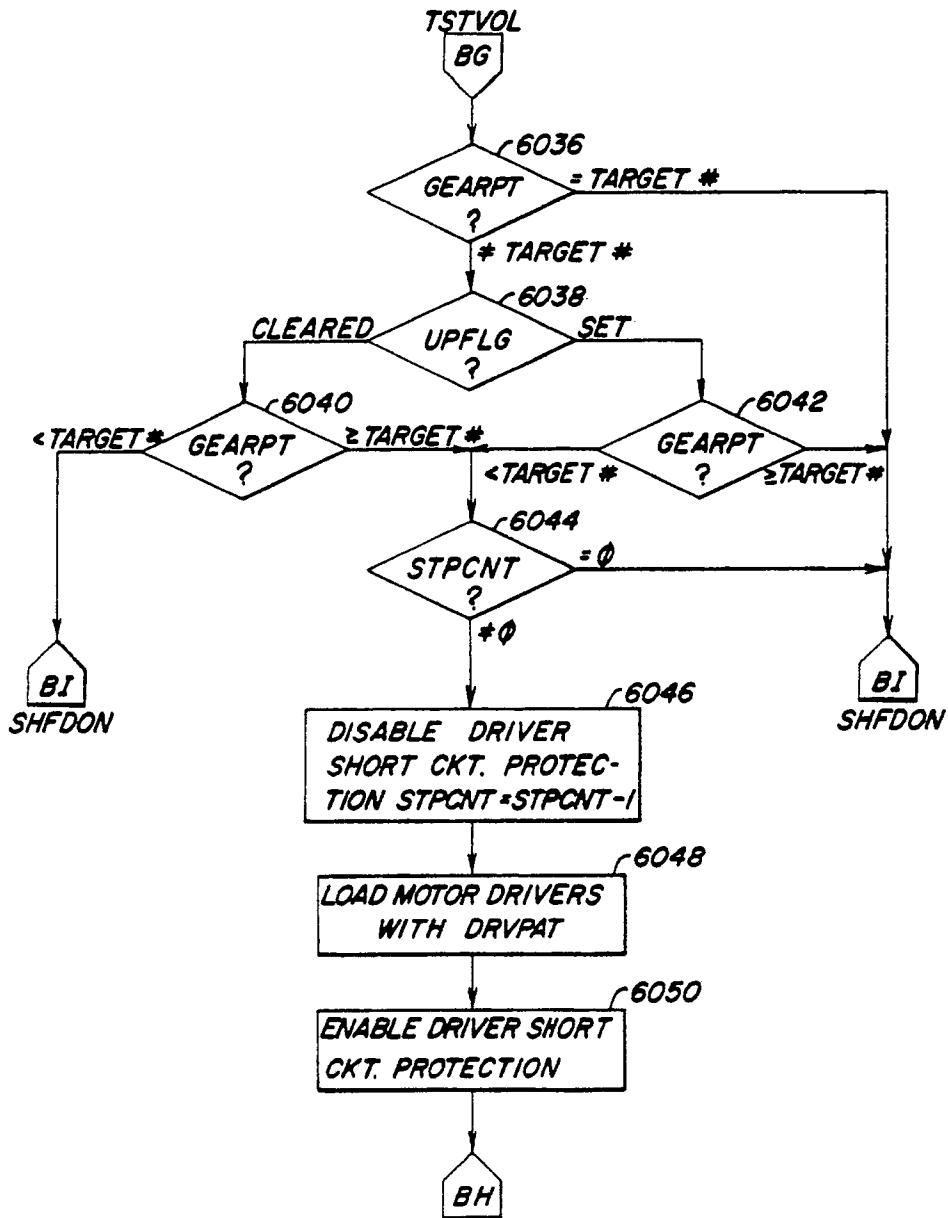 TSTVOL
BG
6036
GEARPT
?
= TARGET #
≠ TARGET #
6038
CLEARED
UPFLG
?
SET
6040
GEARPT
?
<TARGET #
≥TARGET #
6042
GEARPT
?
<TARGET #
≥TARGET #
6044
STPCNT
?
=∅
≠∅
BI
SHFDON
BI
SHFDON
6046
DISABLE DRIVER
SHORT CKT. PROTEC-
TION STPCNT=STPCNT-1
6048
LOAD MOTOR DRIVERS
WITH DRVPAT
6050
ENABLE DRIVER SHORT
CKT. PROTECTION
BH